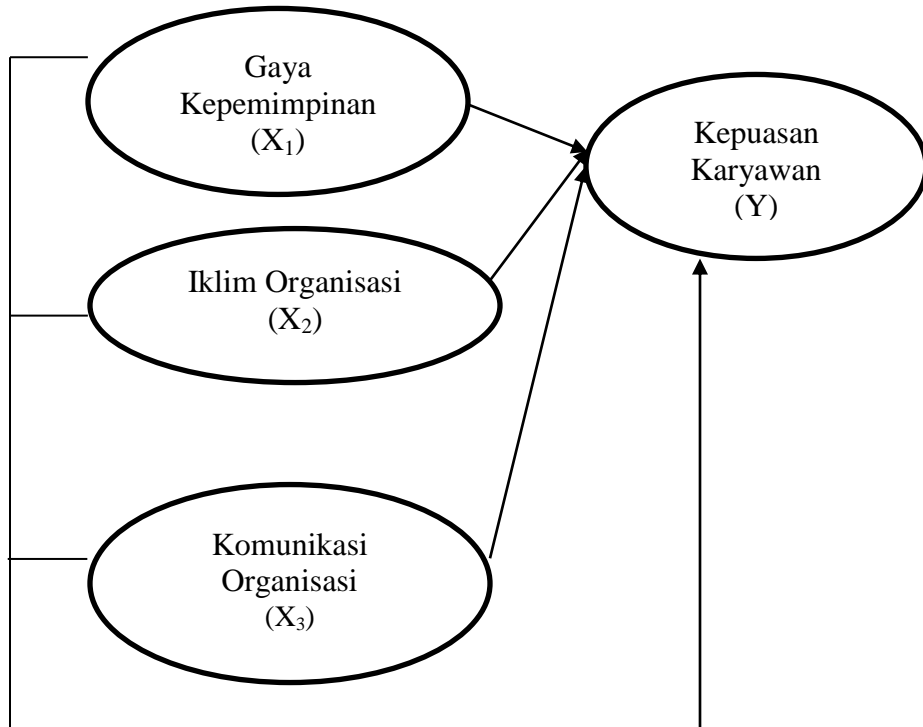 Gaya
Kepemimpinan
(X₁)
Kepuasan
Karyawan
(Y)
Iklim Organisasi
(X₂)
Komunikasi
Organisasi
(X₃)